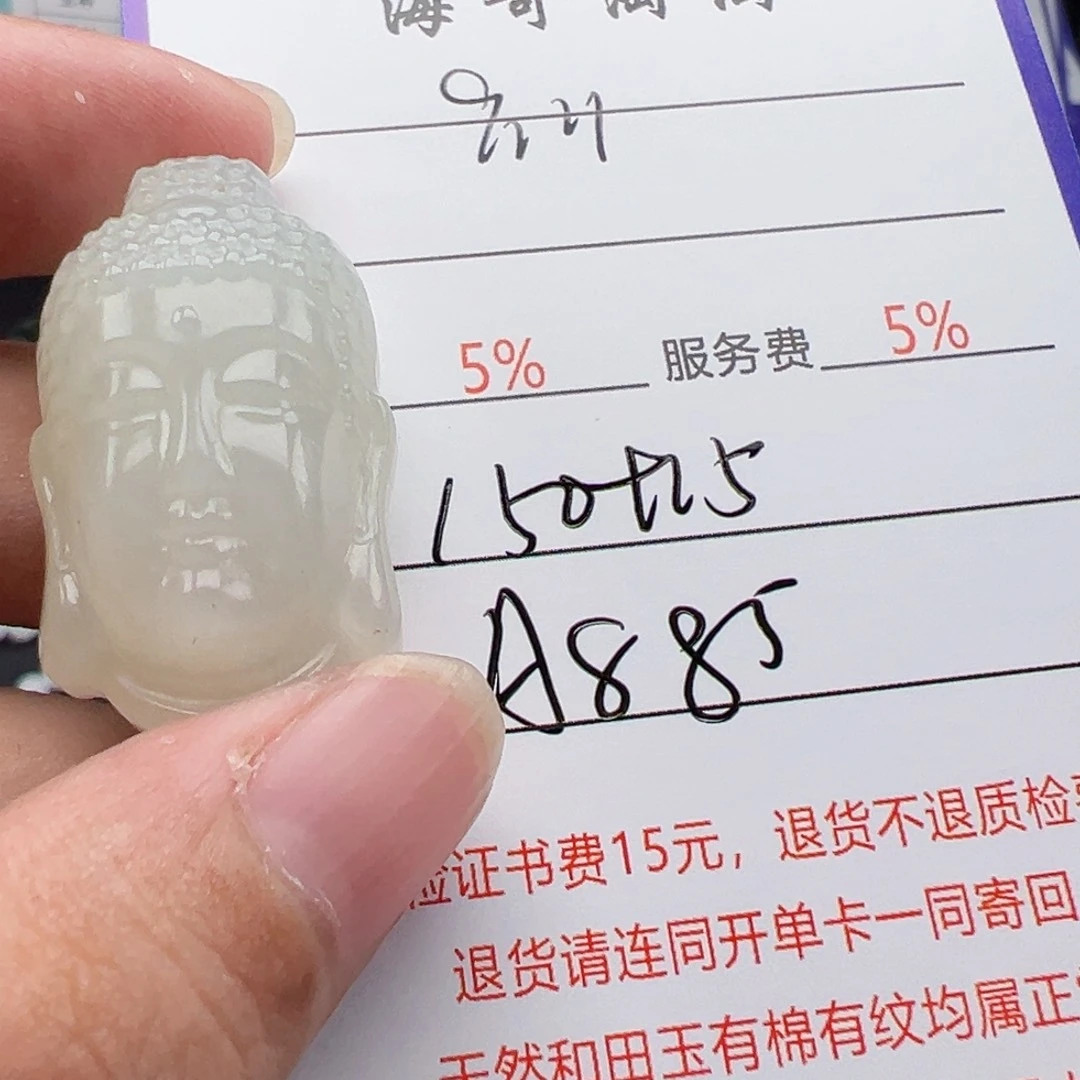 5% 服务费 5%
150+15
A885
验证书费15元，退货不退质检
退货请连同开单卡一同寄回
天然和田玉有棉有纹均属正